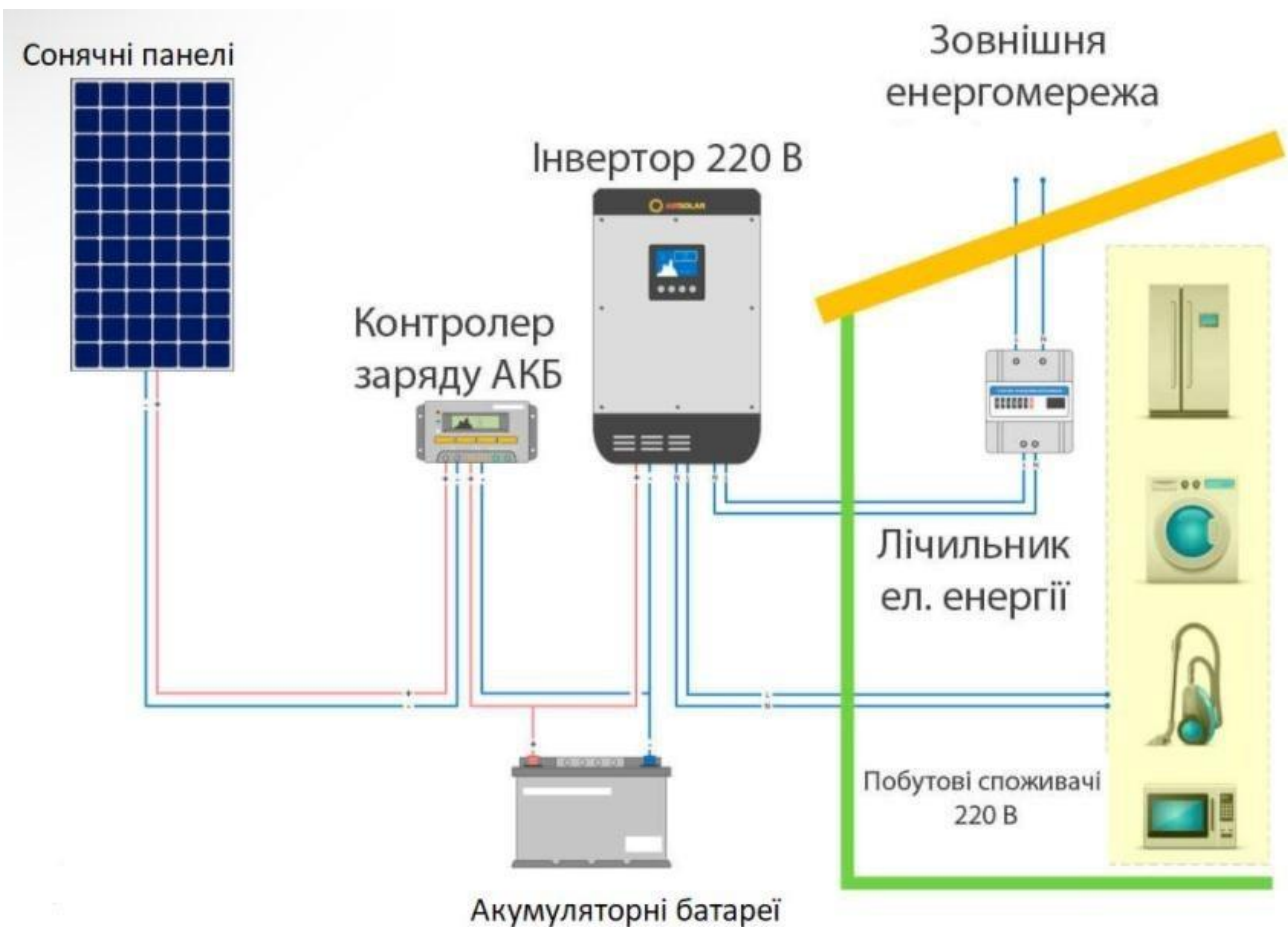 Сонячні панелі
Зовнішня
енергомережа
Інвертор 220 В
Контролер
заряду АКБ
Лічильник
ел. енергії
L
N
Побутові споживачі
220 В
Акумуляторні батареї